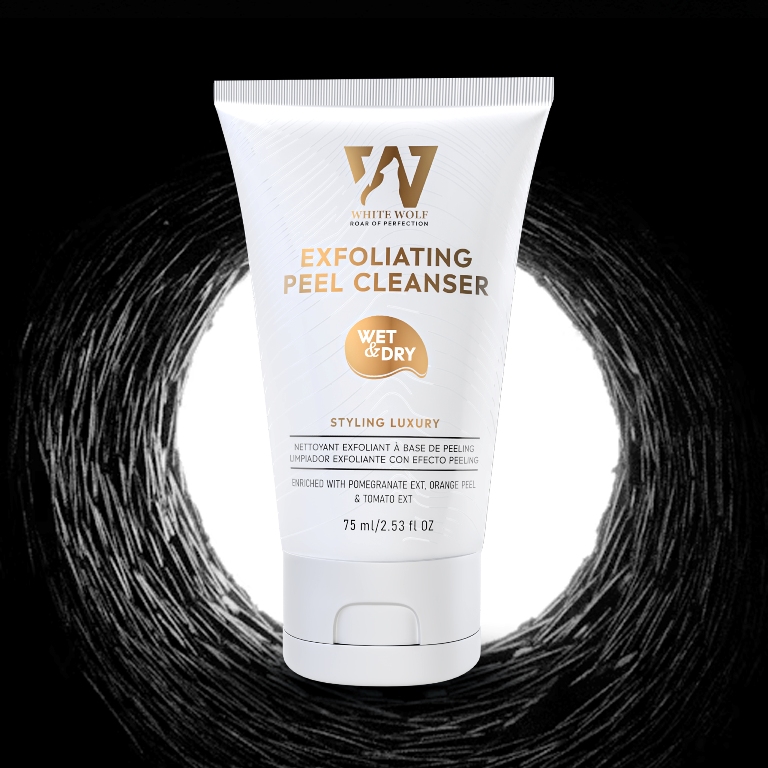 WHITE WOLF
ROAR OF PERFECTION
EXFOLIATING
PEEL CLEANSER
WET
& DRY
STYLING LUXURY
NETTOYANT EXFOLIANT À BASE DE PEELING
LIMPIADOR EXFOLIANTE CON EFECTO PEELING
ENRICHED WITH POMEGRANATE EXT, ORANGE PEEL
& TOMATO EXT
75 ml/2.53 fl OZ